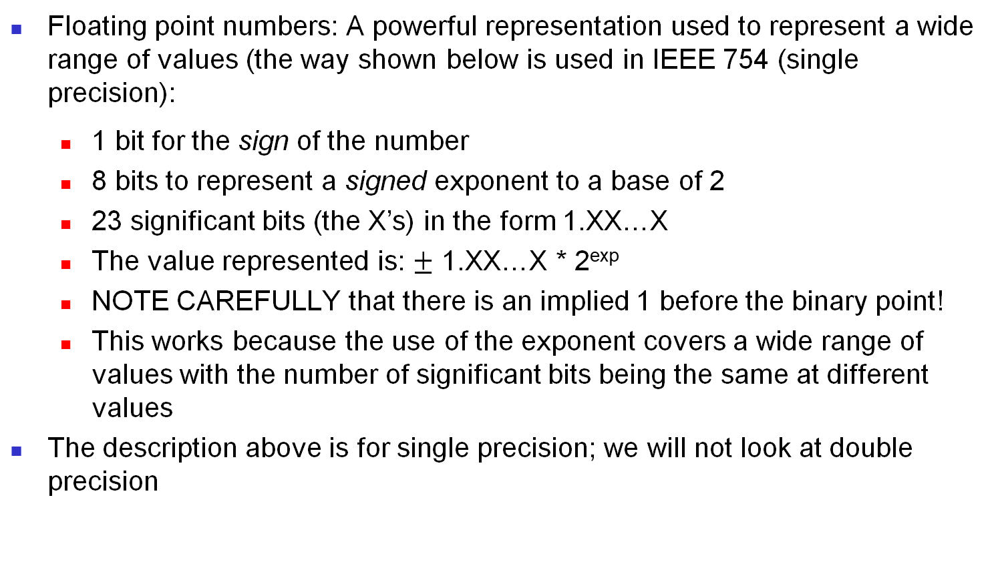 Floating point numbers: A powerful representation used to represent a wide
range of values (the way shown below is used in IEEE 754 (single
precision):
1 bit for the sign of the number
8 bits to represent a signed exponent to a base of 2
23 significant bits (the X’s) in the form 1.XX…X
The value represented is: ± 1.XX…X * 2^exp
NOTE CAREFULLY that there is an implied 1 before the binary point!
This works because the use of the exponent covers a wide range of
values with the number of significant bits being the same at different
values
The description above is for single precision; we will not look at double
precision